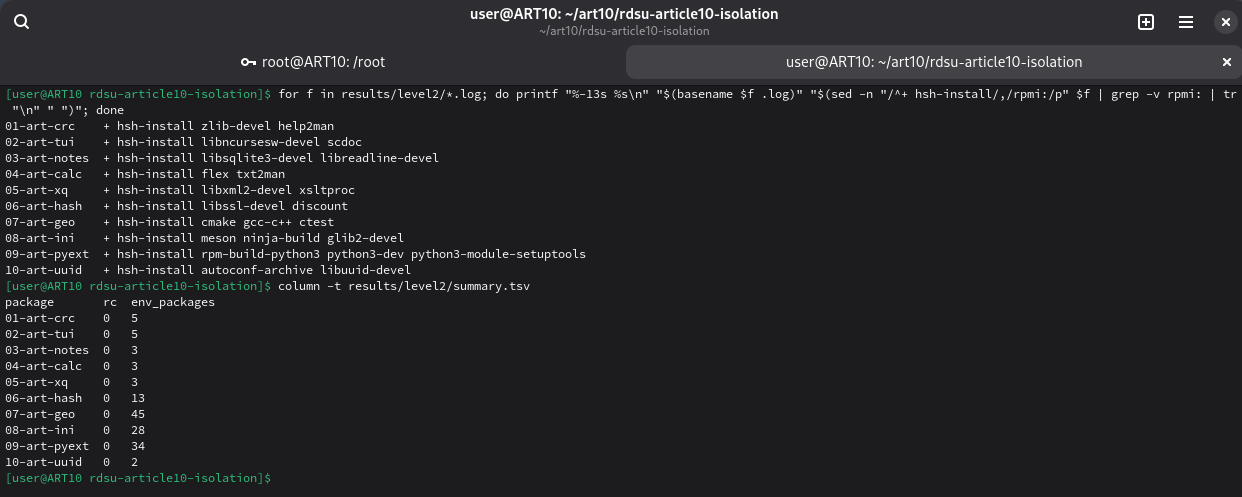 user@ART10: ~/art10/rdsu-article10-isolation
~/art10/rdsu-article10-isolation
root@ART10: /root
user@ART10: ~/art10/rdsu-article10-isolation
[user@ART10 rdsu-article10-isolation]$ for f in results/level2/*.log; do printf "%-13s %s\n" "$(basename $f .log)" "$(sed -n "/^+ hsh-install/,/rpmi:/p" $f | grep -v rpmi: | tr
"\n" " ")"; done
01-art-crc + hsh-install zlib-devel help2man
02-art-tui + hsh-install libncursesw-devel scdoc
03-art-notes + hsh-install libsqlite3-devel libreadline-devel
04-art-calc + hsh-install flex txt2man
05-art-xq + hsh-install libxml2-devel xsltproc
06-art-hash + hsh-install libssl-devel discount
07-art-geo + hsh-install cmake gcc-c++ ctest
08-art-ini + hsh-install meson ninja-build glib2-devel
09-art-pyext + hsh-install rpm-build-python3 python3-dev python3-module-setuptools
10-art-uuid + hsh-install autoconf-archive libuuid-devel
[user@ART10 rdsu-article10-isolation]$ column -t results/level2/summary.tsv
package rc env_packages
01-art-crc 0 5
02-art-tui 0 5
03-art-notes 0 3
04-art-calc 0 3
05-art-xq 0 3
06-art-hash 0 13
07-art-geo 0 45
08-art-ini 0 28
09-art-pyext 0 34
10-art-uuid 0 2
[user@ART10 rdsu-article10-isolation]$